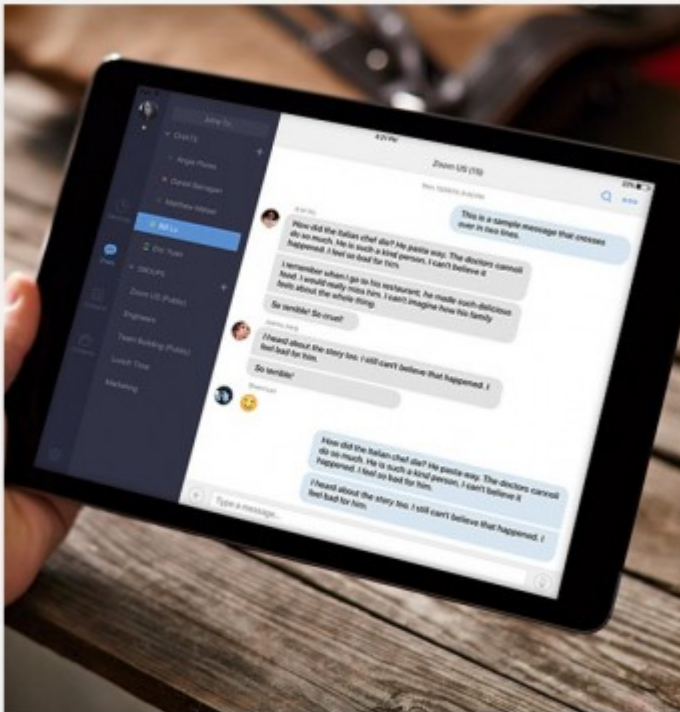 4:21 PM
22%
Jump To...
CHATS
Angie Flores
Daniel Barragan
Matthew
Bill Lu
Eric Yuan
GROUPS
Zoom US (Public)
Engineers
Team Building (Public)
Lunch Time
Marketing
Chats
Zoom US (15)
This is a sample message that crosses
over in two lines.
How did the Italian chef die? He pasta way. The doctors cannot
do so much. He is such a kind person. I can't believe it
happened. I feel so bad for him.
I remember when I go to his restaurant, he made such delicious
food. I would really miss him. I can't imagine how his family
feels about the whole thing.
So terrible! So cruel!
I heard about the story too. I still can't believe that happened. I
feel bad for him.
So terrible!
How did the Italian chef die? He pasta way. The doctors cannot
do so much. He is such a kind person. I can't believe it
happened. I feel so bad for him.
I heard about the story too. I still can't believe that happened. I
feel bad for him.
Type a message...